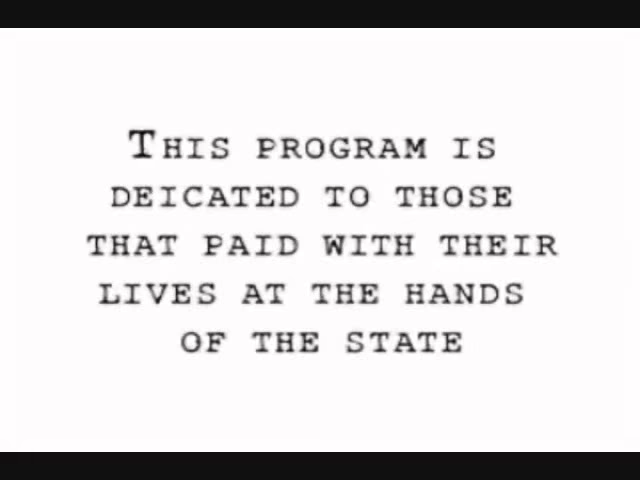 THIS PROGRAM IS
DEICATED TO THOSE
THAT PAID WITH THEIR
LIVES AT THE HANDS
OF THE STATE